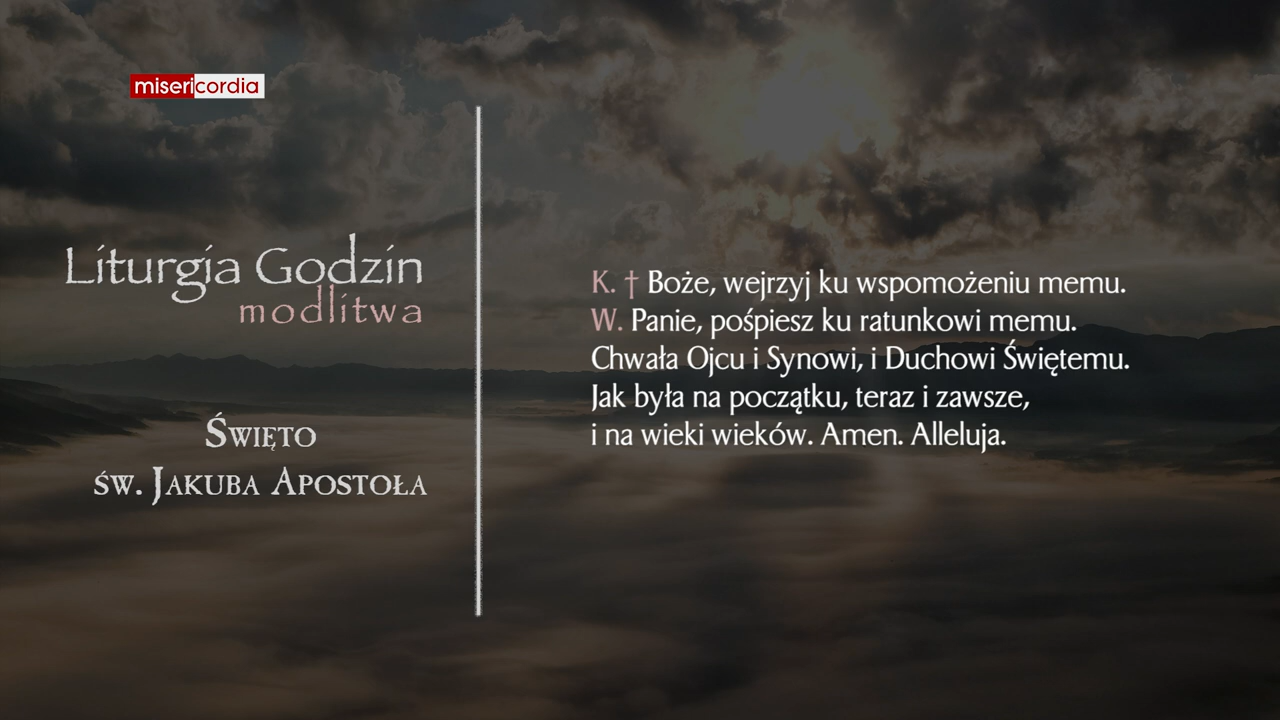 misericordia
Liturgia Godzin
modlitwa
Święto
św. Jakuba Apostoła
K. † Boże, wejrzyj ku wspomożeniu memu.
W. Panie, pośpiesz ku ratunkowi memu.
Chwała Ojcu i Synowi, i Duchowi Świętemu.
Jak była na początku, teraz i zawsze,
i na wieki wieków. Amen. Alleluja.